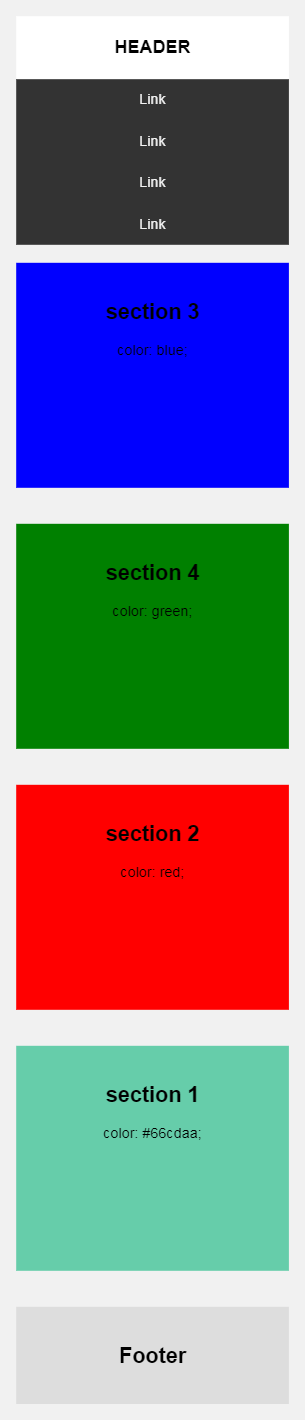 HEADER
Link
Link
Link
Link
section 3
color: blue;
section 4
color: green;
section 2
color: red;
section 1
color: #66cdaa;
Footer